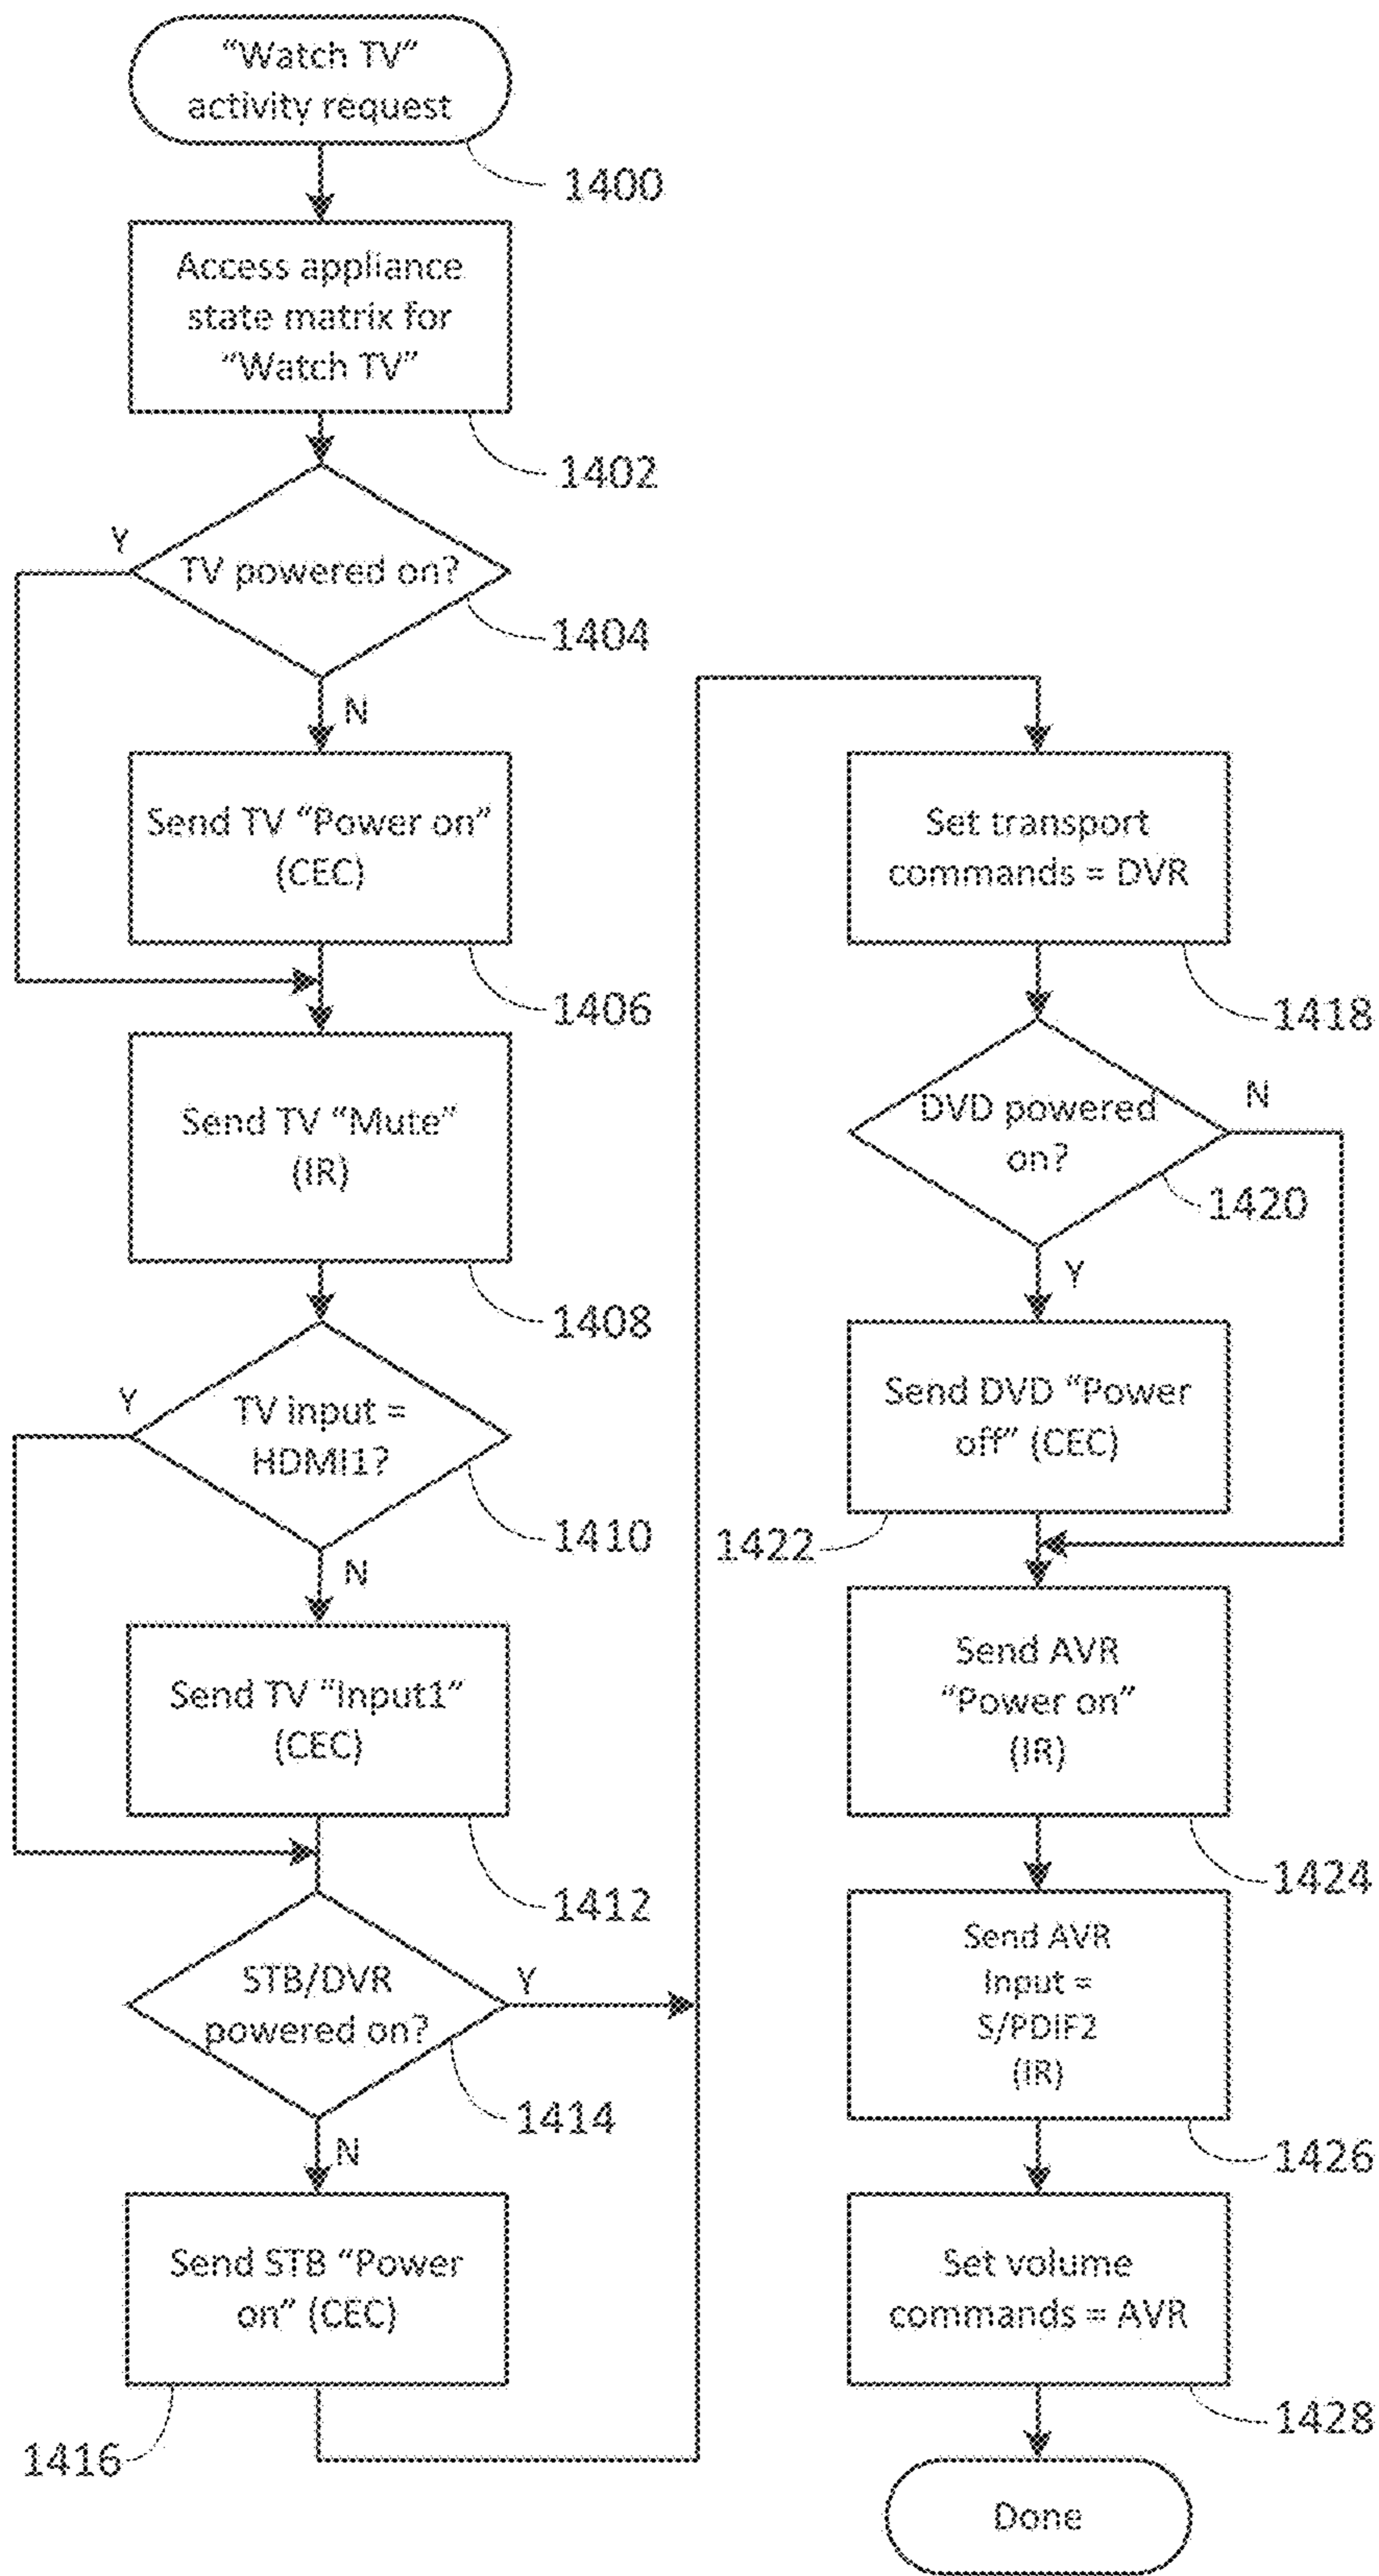 “Watch TV”
activity request
1400
Access appliance
state matrix for
“Watch TV”
1402
Y
TV powered on?
1404
N
Send TV “Power on”
(CEC)
1406
Send TV “Mute”
(IR)
1408
Y
TV input =
HDMI1?
1410
N
Send TV “Input1”
(CEC)
1412
STB/DVR
powered on?
Y
1414
N
Send STB “Power
on” (CEC)
1416
Set transport
commands = DVR
1418
DVD powered
on?
N
1420
Y
Send DVD “Power
off” (CEC)
1422
Send AVR
“Power on”
(IR)
1424
Send AVR
Input =
S/PDIF2
(IR)
1426
Set volume
commands = AVR
1428
Done